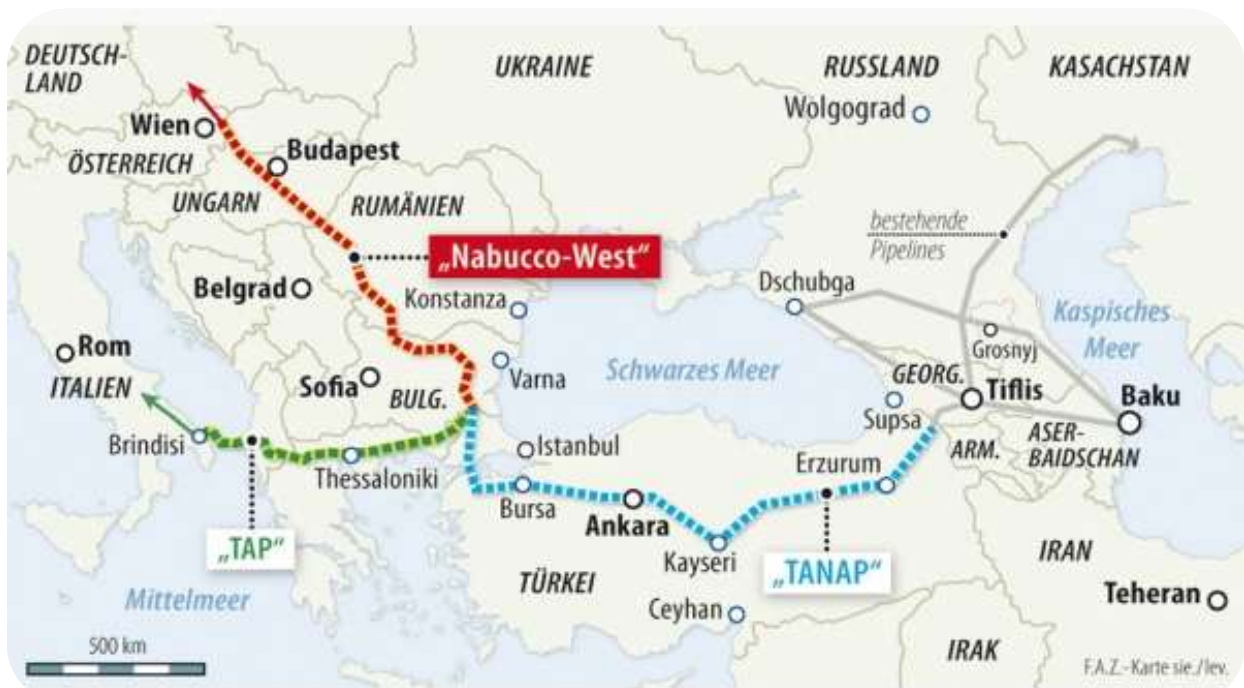 DEUTSCH-
LAND
UKRAINE
RUSSLAND
KASACHSTAN
Wolgograd
Wien
Budapest
ÖSTERREICH
UNGARN
RUMÄNIEN
bestehende
Pipelines
„Nabucco-West“
Belgrad
Konstanza
Dschubga
Kaspisches
Meer
Grosnyj
Rom
ITALIEN
Sofia
BULG.
Varna
Schwarzes Meer
GEORG.
Tiflis
Supsa
Baku
Brindisi
Thessaloniki
Istanbul
Erzurum
ARM.
ASER-
BAIDSCHAN
Bursa
Ankara
Kayseri
„TAP“
„TANAP“
TÜRKEI
IRAN
Mittelmeer
Ceyhan
Teheran
500 km
IRAK
F.A.Z.-Karte sie./lev.